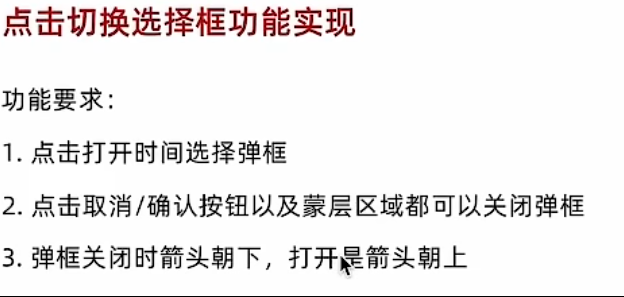 点击切换选择框功能实现
功能要求：
1. 点击打开时间选择弹框
2. 点击取消/确认按钮以及蒙层区域都可以关闭弹框
3. 弹框关闭时箭头朝下，打开是箭头朝上